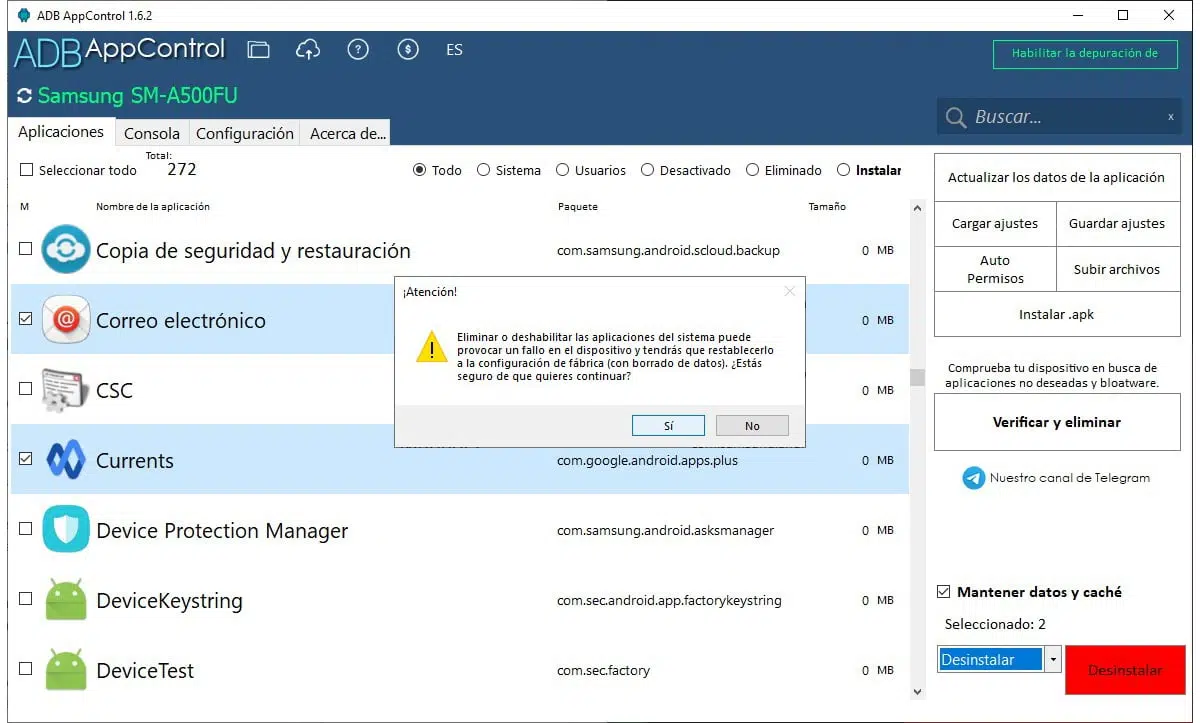 ADB AppControl 1.6.2
ADB AppControl
ES
Habilitar la depuración de
Samsung SM-A500FU
Buscar...
x
Aplicaciones
Consola
Configuración
Acerca de...
Seleccionar todo
Total:
272
Todo
Sistema
Usuarios
Desactivado
Eliminado
Instalar
M
Nombre de la aplicación
Paquete
Tamaño
Copia de seguridad y restauración
com.samsung.android.scloud.backup
0 MB
Correo electrónico
0 MB
CSC
0 MB
Currents
com.google.android.apps.plus
0 MB
Device Protection Manager
com.samsung.android.asksmanager
0 MB
DeviceKeystring
com.sec.android.app.factorykeystring
0 MB
DeviceTest
com.sec.factory
0 MB
¡Atención!
Eliminar o deshabilitar las aplicaciones del sistema puede
provocar un fallo en el dispositivo y tendrás que restablecerlo
a la configuración de fábrica (con borrado de datos). ¿Estás
seguro de que quieres continuar?
Sí
No
Actualizar los datos de la aplicación
Cargar ajustes
Guardar ajustes
Auto
Permisos
Subir archivos
Instalar .apk
Comprueba tu dispositivo en busca de
aplicaciones no deseadas y bloatware.
Verificar y eliminar
Nuestro canal de Telegram
Mantener datos y caché
Seleccionado: 2
Desinstalar
Desinstalar